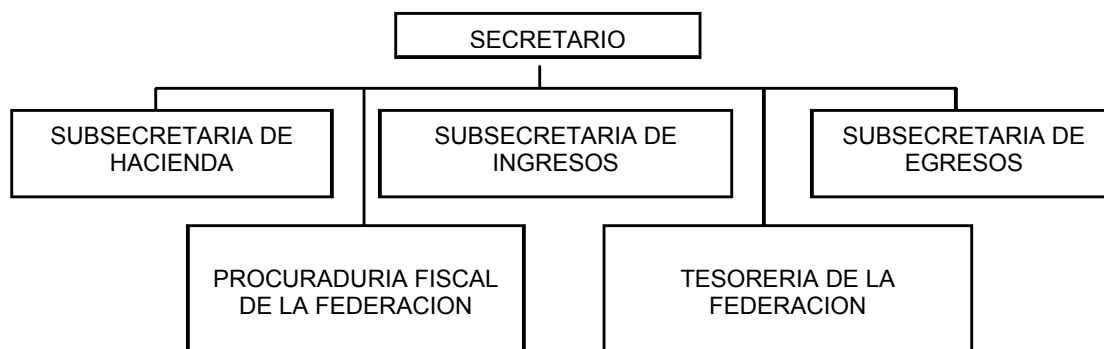 SECRETARIO
SUBSECRETARIA DE
HACIENDA
SUBSECRETARIA DE
INGRESOS
SUBSECRETARIA DE
EGRESOS
PROCURADURIA FISCAL
DE LA FEDERACION
TESORERIA DE LA
FEDERACION